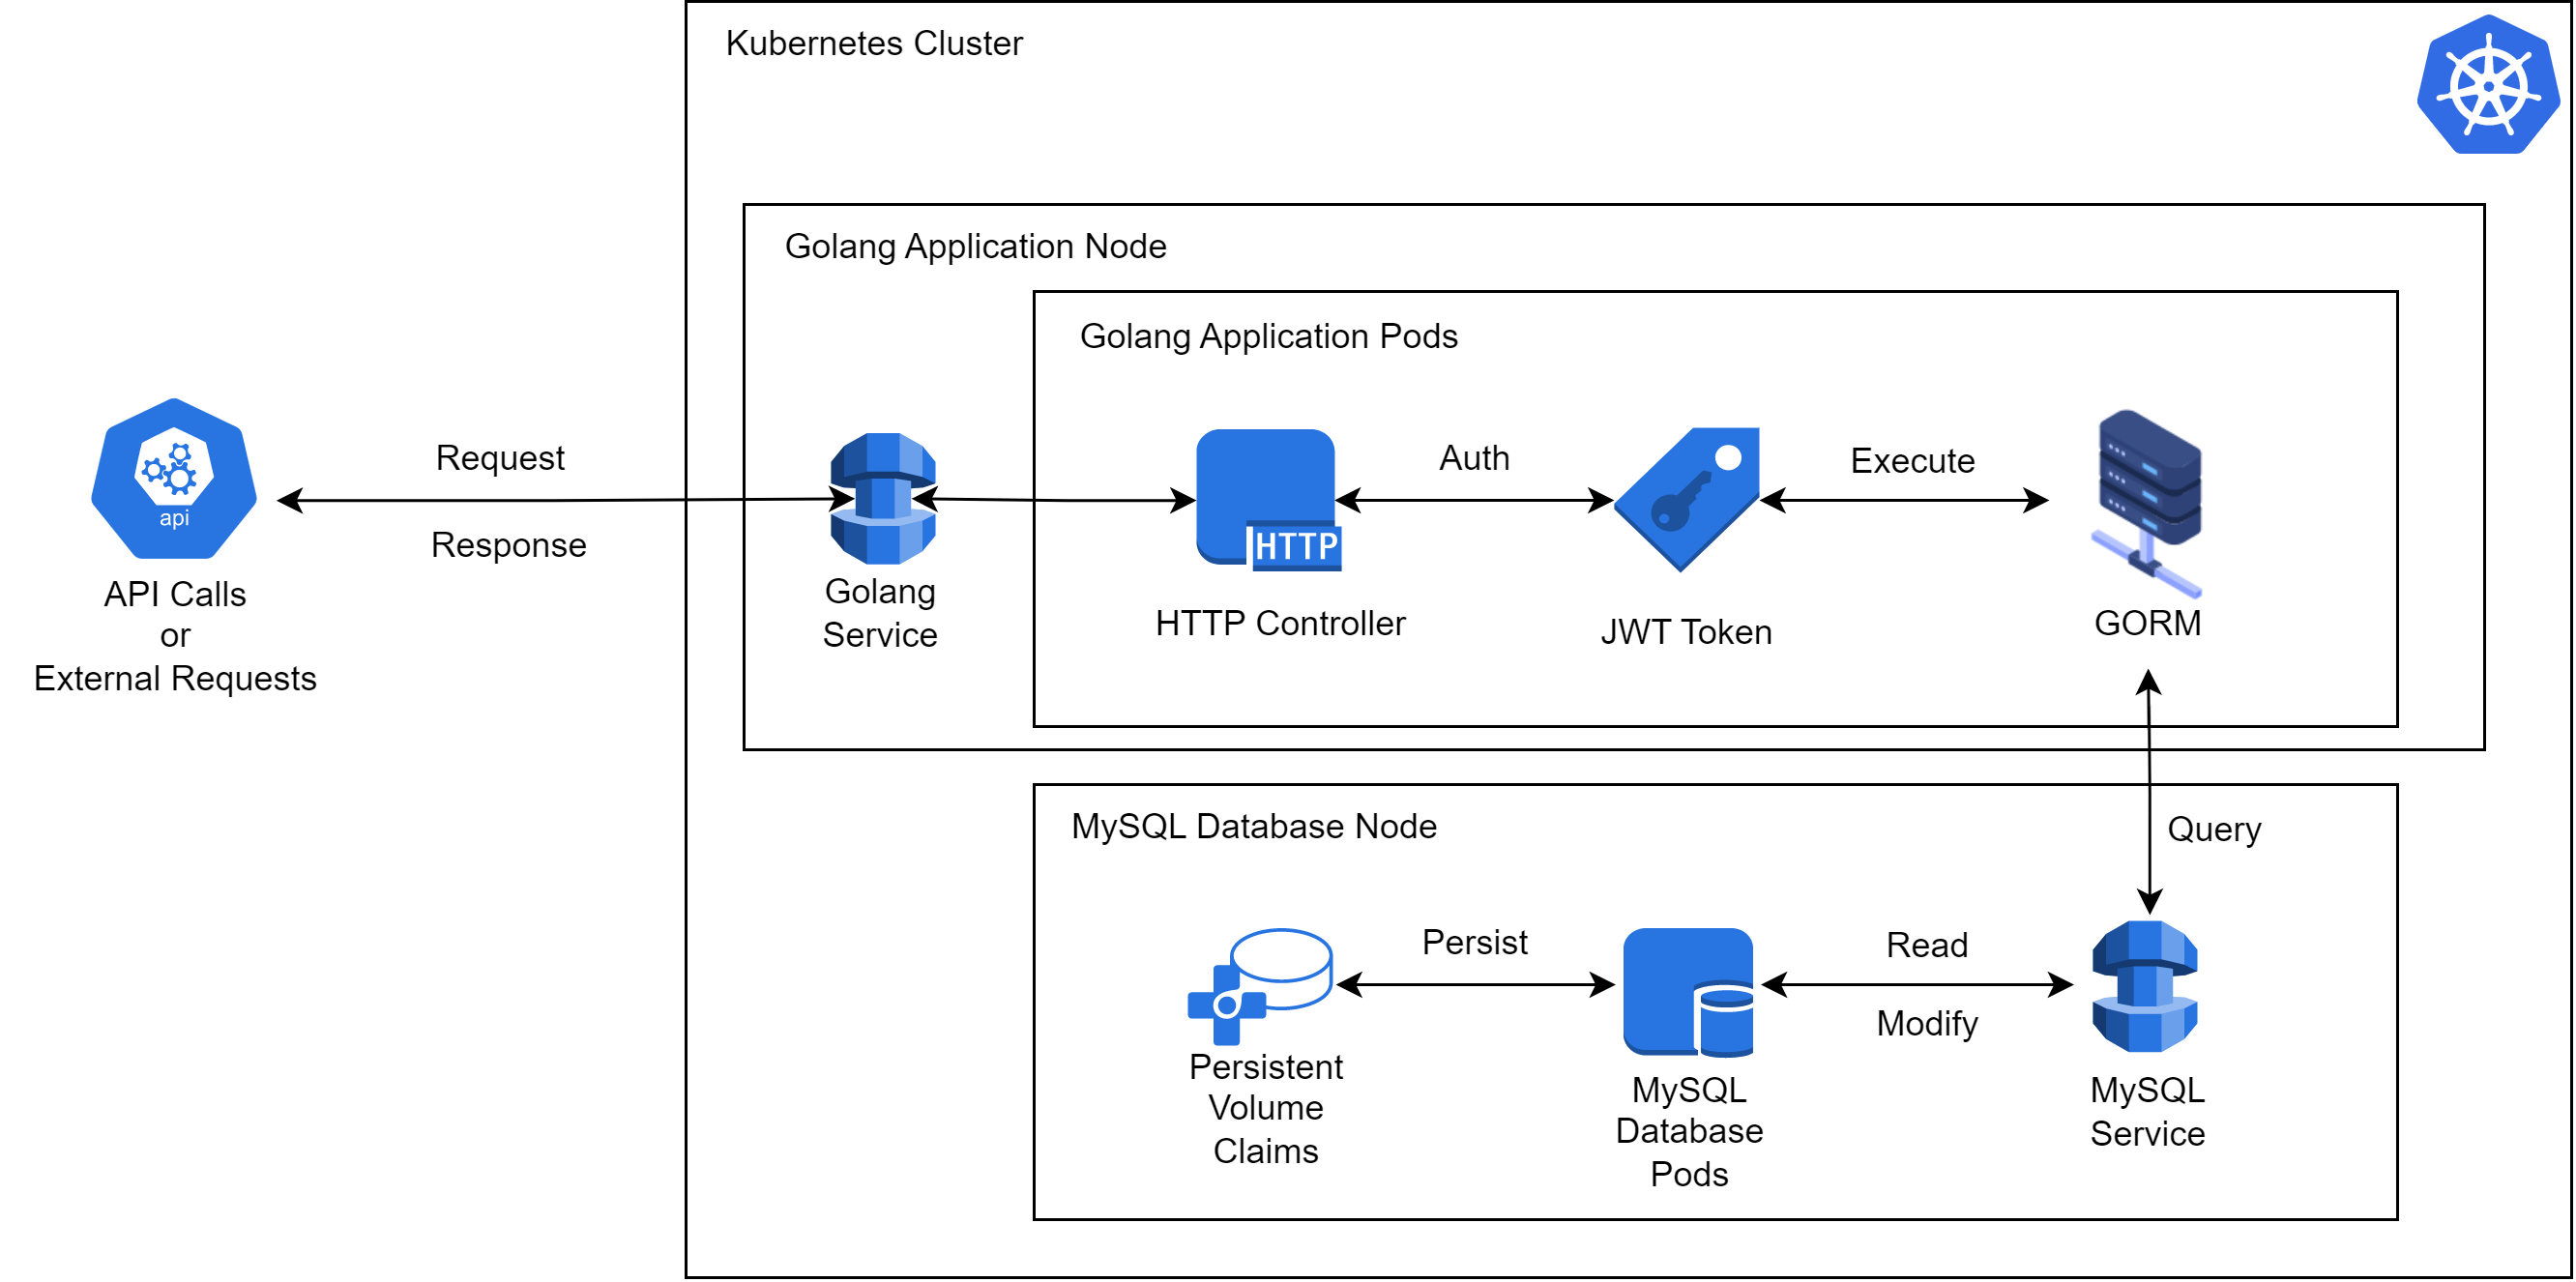 Kubernetes Cluster
Golang Application Node
Golang Application Pods
api
API Calls
or
External Requests
Request
Response
Golang
Service
HTTP
HTTP Controller
Auth
JWT Token
Execute
GORM
MySQL Database Node
Query
Persistent
Volume
Claims
Persist
MySQL
Database
Pods
Read
Modify
MySQL
Service